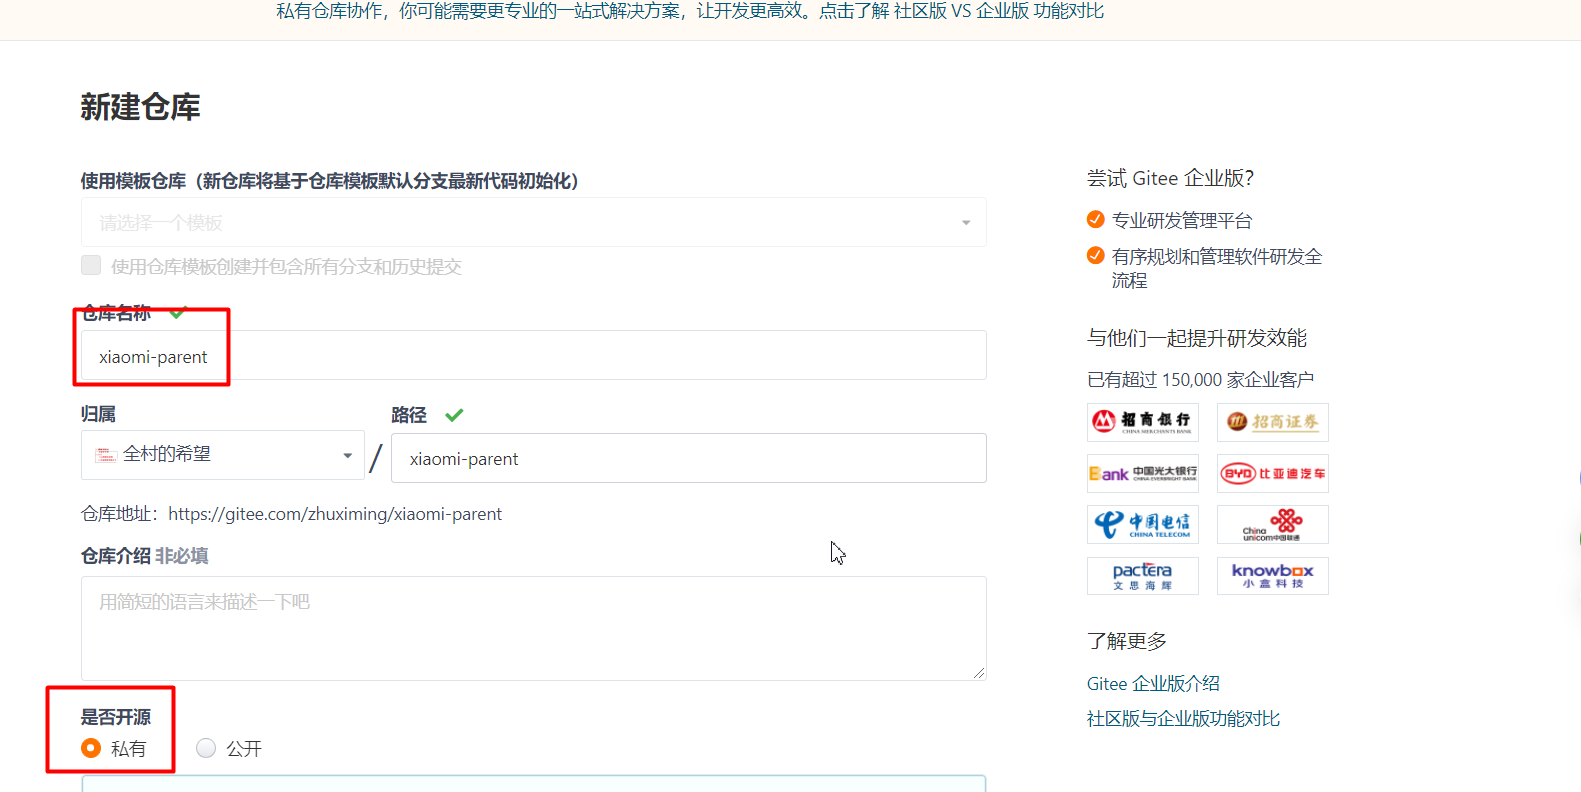 私有仓库协作，你可能需要更专业的一站式解决方案，让开发更高效。点击了解 社区版 VS 企业版 功能对比
新建仓库
使用模板仓库（新仓库将基于仓库模板默认分支最新代码初始化）
请选择一个模板
使用仓库模板创建并包含所有分支和历史提交
仓库名称
xiaomi-parent
归属
路径
全村的希望
/
xiaomi-parent
仓库地址：https://gitee.com/zhuximing/xiaomi-parent
仓库介绍 非必填
用简短的语言来描述一下吧
是否开源
私有
公开
尝试 Gitee 企业版？
专业研发管理平台
有序规划和管理软件研发全
流程
与他们一起提升研发效能
已有超过 150,000 家企业客户
招商银行
CHINA MERCHANTS BANK
招商证券
Bank 中国光大银行
CHINA EVERBRIGHT BANK
BYD 比亚迪汽车
中国电信
CHINA TELECOM
China
unicom中国联通
pactera
文思海辉
knowbox
小盒科技
了解更多
Gitee 企业版介绍
社区版与企业版功能对比